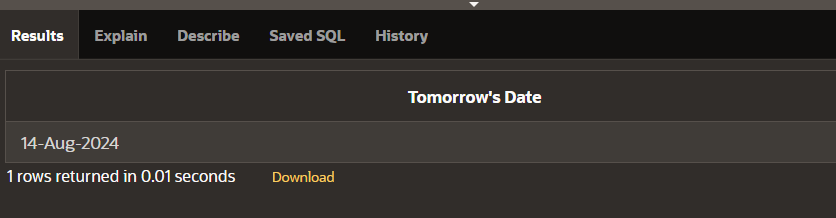 Results Explain Describe Saved SQL History
Tomorrow's Date
14-Aug-2024
1 rows returned in 0.01 seconds Download